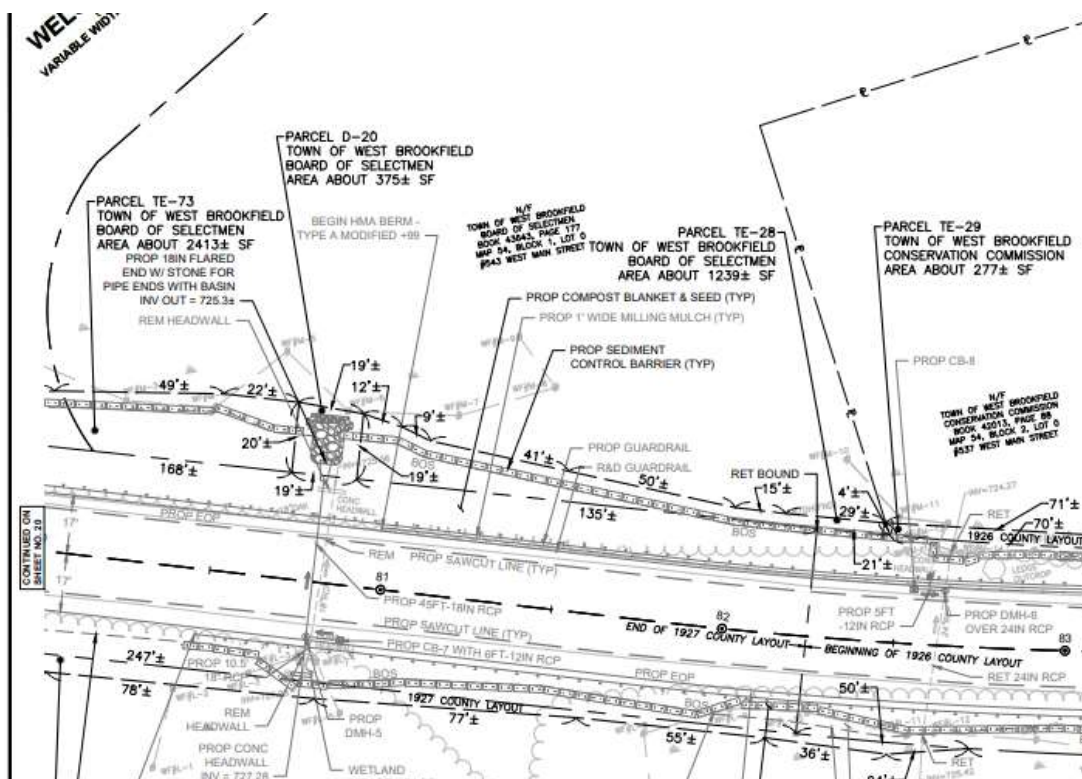 VARIABLE WIDTH
PARCEL D-20
TOWN OF WEST BROOKFIELD
BOARD OF SELECTMEN
AREA ABOUT 375± SF
PARCEL TE-73
TOWN OF WEST BROOKFIELD
BOARD OF SELECTMEN
AREA ABOUT 2413± SF
PROP 18IN FLARED
END W/ STONE FOR
PIPE ENDS WITH BASIN
INV OUT = 725.3±
REM HEADWALL
BEGIN HMA BERM -
TYPE A MODIFIED +99
N/F
TOWN OF WEST BROOKFIELD
BOARD OF SELECTMEN
BOOK 43643, PAGE 177
MAP 54, BLOCK 1, LOT 0
#543 WEST MAIN STREET
PARCEL TE-28
TOWN OF WEST BROOKFIELD
BOARD OF SELECTMEN
AREA ABOUT 1239± SF
PARCEL TE-29
TOWN OF WEST BROOKFIELD
CONSERVATION COMMISSION
AREA ABOUT 277± SF
PROP COMPOST BLANKET & SEED (TYP)
PROP 1' WIDE MILLING MULCH (TYP)
PROP SEDIMENT
CONTROL BARRIER (TYP)
PROP CB-8
N/F
TOWN OF WEST BROOKFIELD
CONSERVATION COMMISSION
BOOK 42013, PAGE 88
MAP 54, BLOCK 2, LOT 0
#537 WEST MAIN STREET
49'±
22'±
19'±
12'±
9'±
20'±
168'±
19'±
19'±
BOS
41'±
50'±
135'±
PROP GUARDRAIL
R&D GUARDRAIL
RET BOUND
15'±
4'±
29'±
21'±
BOS
INV=724.27
RET
71'±
70'±
1926 COUNTY LAYOUT
LEDGE
OUTCROP
HEADWALL
CONC
HEADWALL
PROP EOP
17'
17'
CONTINUED ON
SHEET NO. 20
REM
PROP SAWCUT LINE (TYP)
81
PROP 45FT-18IN RCP
PROP SAWCUT LINE (TYP)
82
END OF 1927 COUNTY LAYOUT
BEGINNING OF 1926 COUNTY LAYOUT
83
PROP 5FT
-12IN RCP
PROP DMH-6
OVER 24IN RCP
RET 24IN RCP
PROP CB-7 WITH 6FT-12IN RCP
PROP EOP
247'±
78'±
PROP 10.5'
18" RCP
REM
HEADWALL
BOS
1927 COUNTY LAYOUT
77'±
PROP
DMH-5
PROP CONC
HEADWALL
INV = 727.28
WETLAND
BOS
55'±
36'±
50'±
RET